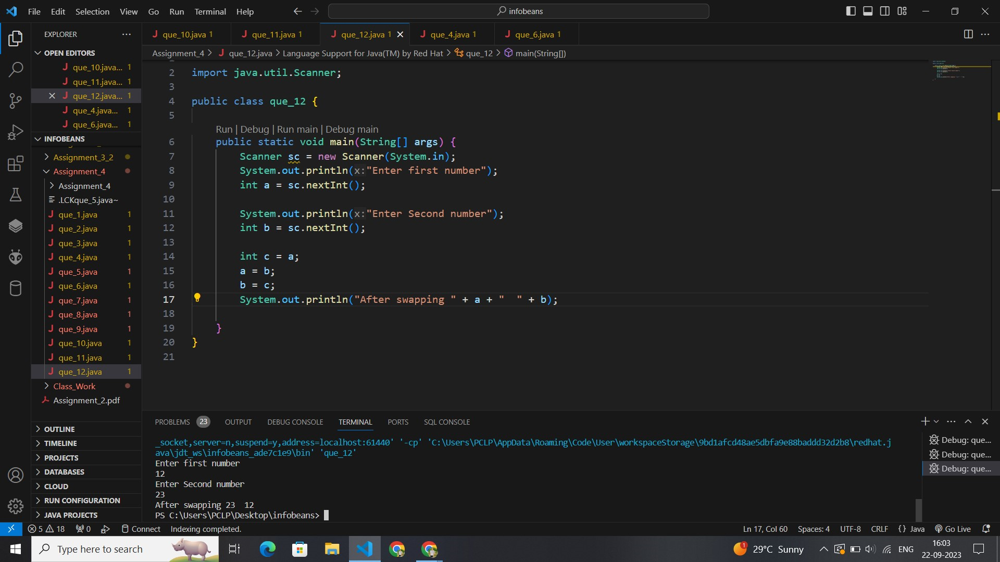 File Edit Selection View Go Run Terminal Help
infobeans
EXPLORER
OPEN EDITORS
que_10.java... 1
que_11.java... 1
que_12.java... 1
que_4.java... 1
que_6.java... 1
INFOBEANS
Assignment_3_2
Assignment_4
Assignment_4
.LCKque_5.java~
que_1.java 1
que_2.java 1
que_3.java 1
que_4.java 1
que_5.java 1
que_6.java 1
que_7.java 1
que_8.java 1
que_9.java 1
que_10.java 1
que_11.java 1
que_12.java 1
Class_Work
Assignment_2.pdf
OUTLINE
TIMELINE
PROJECTS
DATABASES
CLOUD
RUN CONFIGURATION
JAVA PROJECTS
que_10.java 1 que_11.java 1 que_12.java 1 que_4.java 1 que_6.java 1
Assignment_4 > que_12.java > Language Support for Java(TM) by Red Hat > que_12 > main(String[])
2 import java.util.Scanner;
3
4 public class que_12 {
5
Run | Debug | Run main | Debug main
6 public static void main(String[] args) {
7 Scanner sc = new Scanner(System.in);
8 System.out.println(x:"Enter first number");
9 int a = sc.nextInt();
10
11 System.out.println(x:"Enter Second number");
12 int b = sc.nextInt();
13
14 int c = a;
15 a = b;
16 b = c;
17 System.out.println("After swapping " + a + "  " + b);
18
19 }
20 }
21
PROBLEMS 23 OUTPUT DEBUG CONSOLE TERMINAL PORTS SQL CONSOLE
_socket,server=n,suspend=y,address=localhost:61440' '-cp' 'C:\Users\PCLP\AppData\Roaming\Code\User\workspaceStorage\9bd1afcd48ae5dbfa9e88baddd32d2b8\redhat.j
ava\jdt_ws\infobeans_ade7c1e9\bin' 'que_12'
Enter first number
12
Enter Second number
23
After swapping 23  12
PS C:\Users\PCLP\Desktop\infobeans>
Debug: que...
Debug: que...
Debug: que...
5 18 0 Connect Indexing completed. Ln 17, Col 60 Spaces: 4 UTF-8 CRLF {} Java Go Live
Type here to search
1 29°C Sunny ENG 16:03
22-09-2023